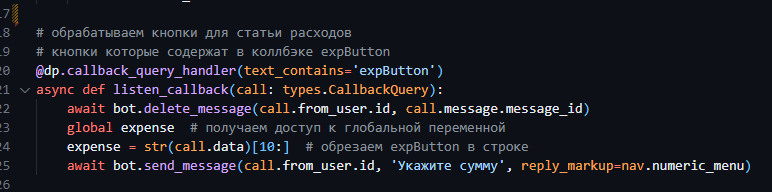 17
18 # обрабатываем кнопки для статьи расходов
19 # кнопки которые содержат в коллбэке expButton
20 @dp.callback_query_handler(text_contains='expButton')
21 async def listen_callback(call: types.CallbackQuery):
22 await bot.delete_message(call.from_user.id, call.message.message_id)
23 global expense # получаем доступ к глобальной переменной
24 expense = str(call.data)[10:] # обрезаем expButton в строке
25 await bot.send_message(call.from_user.id, 'Укажите сумму', reply_markup=nav.numeric_menu)
26